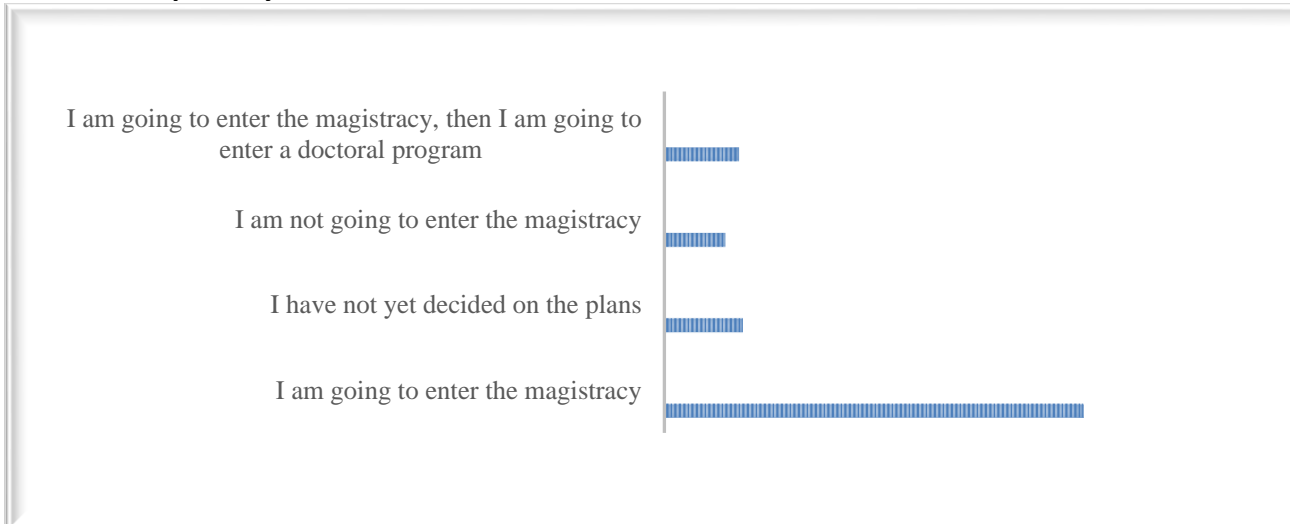 I am going to enter the magistracy, then I am going to
enter a doctoral program
I am not going to enter the magistracy
I have not yet decided on the plans
I am going to enter the magistracy